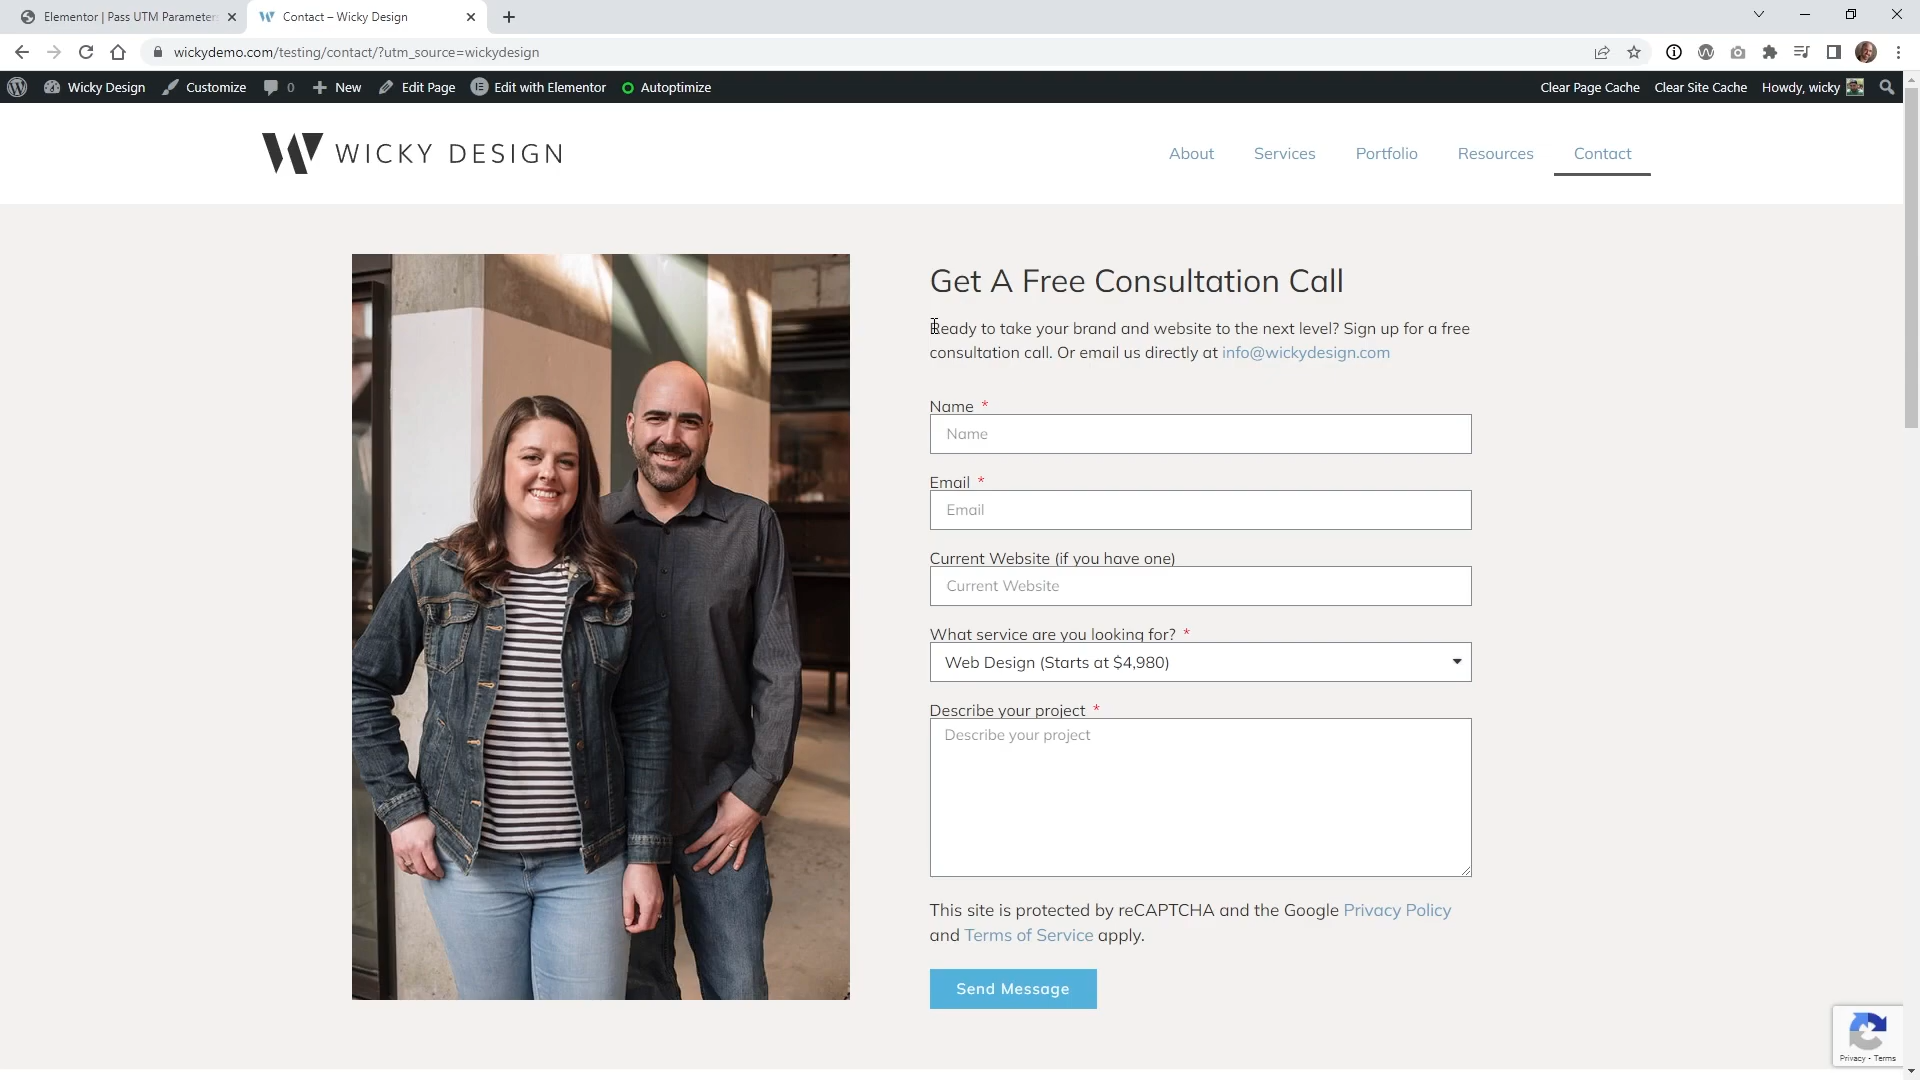 Elementor | Pass UTM Parameter
Contact – Wicky Design
wickydemo.com/testing/contact/?utm_source=wickydesign
Wicky Design
Customize
0
New
Edit Page
Edit with Elementor
Autoptimize
Clear Page Cache
Clear Site Cache
Howdy, wicky
WICKY DESIGN
About
Services
Portfolio
Resources
Contact
Get A Free Consultation Call
Ready to take your brand and website to the next level? Sign up for a free
consultation call. Or email us directly at info@wickydesign.com
Name *
Name
Email *
Email
Current Website (if you have one)
Current Website
What service are you looking for? *
Web Design (Starts at $4,980)
Describe your project *
Describe your project
This site is protected by reCAPTCHA and the Google Privacy Policy
and Terms of Service apply.
Send Message
Privacy - Terms